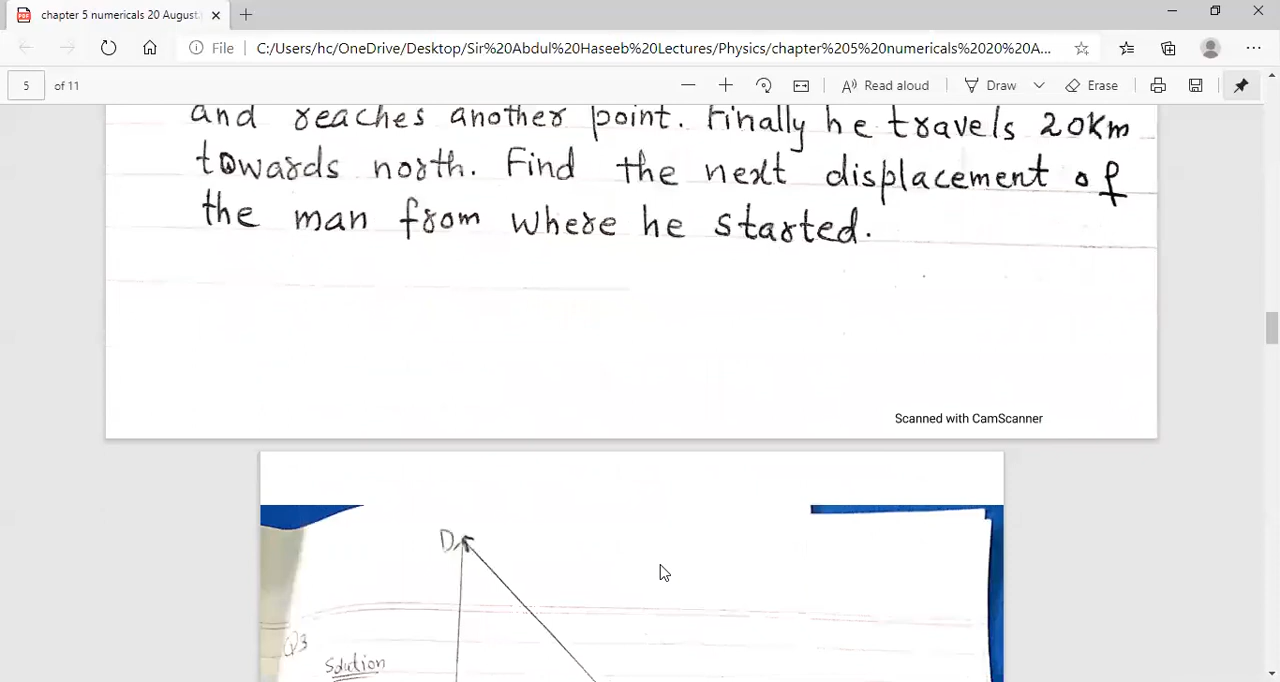 chapter 5 numericals 20 August.
File
C:/Users/hc/OneDrive/Desktop/Sir%20Abdul%20Haseeb%20Lectures/Physics/chapter%205%20numericals%2020%20A...
5 of 11
Read aloud
Draw
Erase
and reaches another point. Finally he travels 20Km
towards north. Find the next displacement of
the man from where he started.
Scanned with CamScanner
D
Q3
Solution